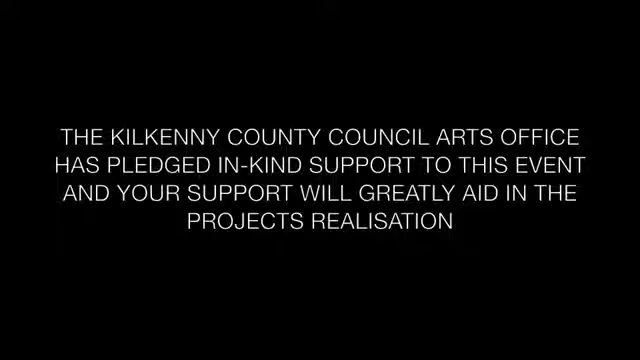 THE KILKENNY COUNTY COUNCIL ARTS OFFICE
HAS PLEDGED IN-KIND SUPPORT TO THIS EVENT
AND YOUR SUPPORT WILL GREATLY AID IN THE
PROJECTS REALISATION